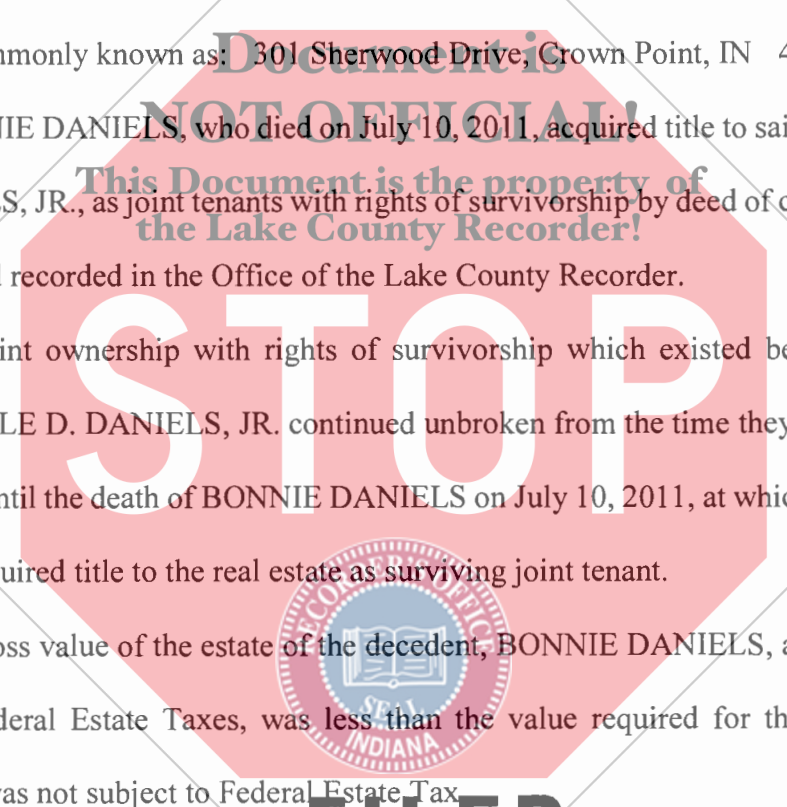 mmonly known as: 301 Sherwood Drive, Crown Point, IN 4
Document is
NIE DANIELS, who died on July 10, 2011, acquired title to sai
NOT OFFICIAL!
This Document is the property of
S, JR., as joint tenants with rights of survivorship by deed of c
the Lake County Recorder!
recorded in the Office of the Lake County Recorder.
int ownership with rights of survivorship which existed be
STOP
LE D. DANIELS, JR. continued unbroken from the time they
ntil the death of BONNIE DANIELS on July 10, 2011, at whic
uired title to the real estate as surviving joint tenant.
RECORDER'S OFFICE
oss value of the estate of the decedent, BONNIE DANIELS, a
SEAL
deral Estate Taxes, was less than the value required for th
INDIANA
as not subject to Federal Estate Tax